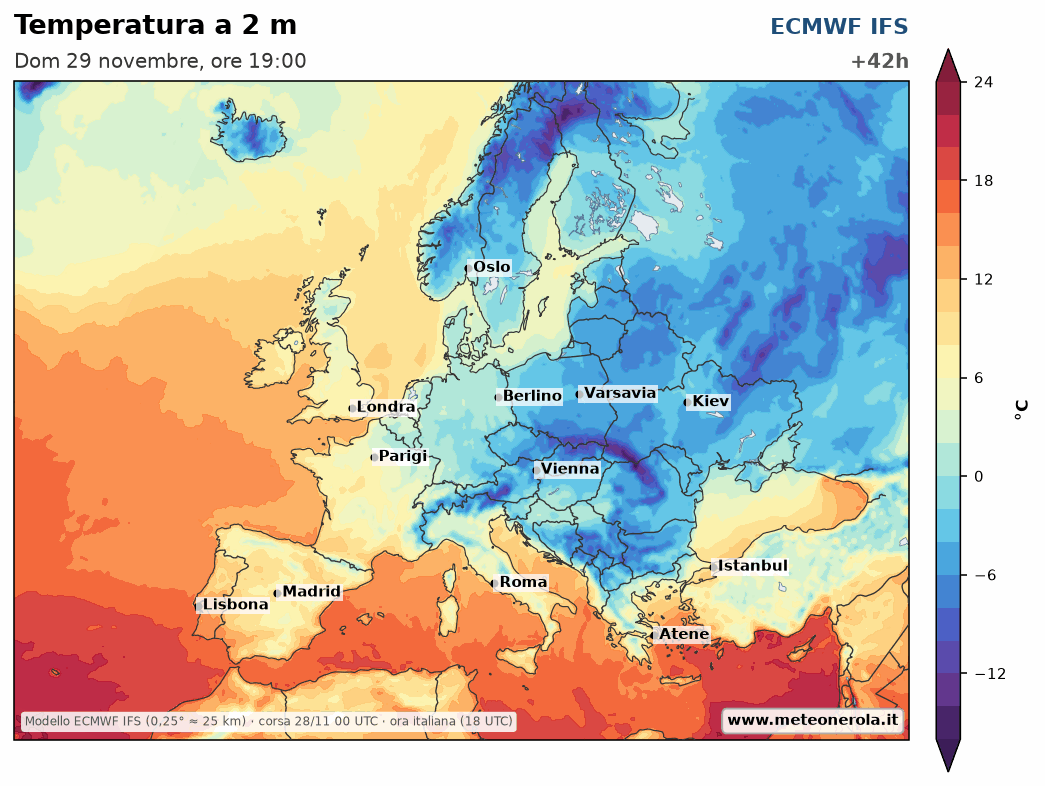 Temperatura a 2 m
ECMWF IFS
Dom 29 novembre, ore 19:00
+42h
24
18
12
6
0
−6
−12
°C
Oslo
Berlino
Varsavia
Kiev
Londra
Parigi
Vienna
Istanbul
Roma
Madrid
Lisbona
Atene
Modello ECMWF IFS (0,25° ≈ 25 km) · corsa 28/11 00 UTC · ora italiana (18 UTC)
www.meteonerola.it